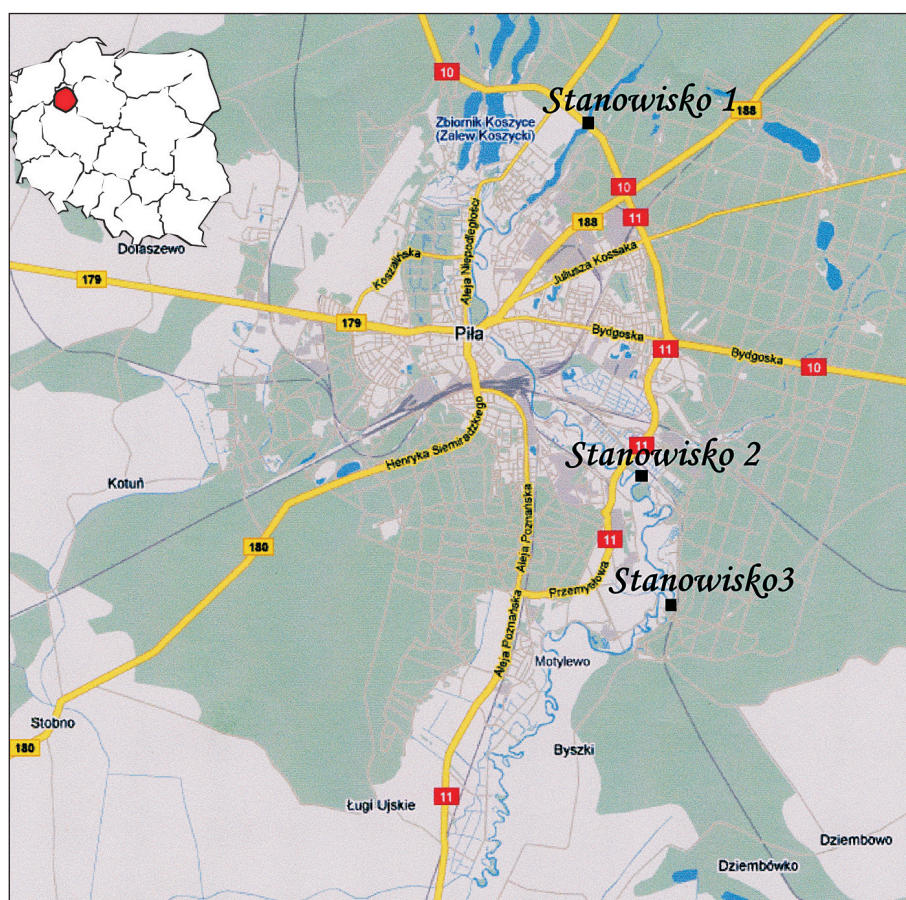 10
Stanowisko 1
188
Zbiornik Koszyce
(Zalew Koszycki)
10
188
11
Dolaszewo
Aleja Niepodległości
Koszalińska
Juliusza Kossaka
179
179
Piła
Bydgoska
11
Bydgoska
10
Henryka Siemiradzkiego
11
Stanowisko 2
Kotuń
Aleja Poznańska
180
11
Przemysłowa
Stanowisko3
Aleja Poznańska
Motylewo
Stobno
180
Byszki
11
Ługi Ujskie
Dziembowo
Dziembówko